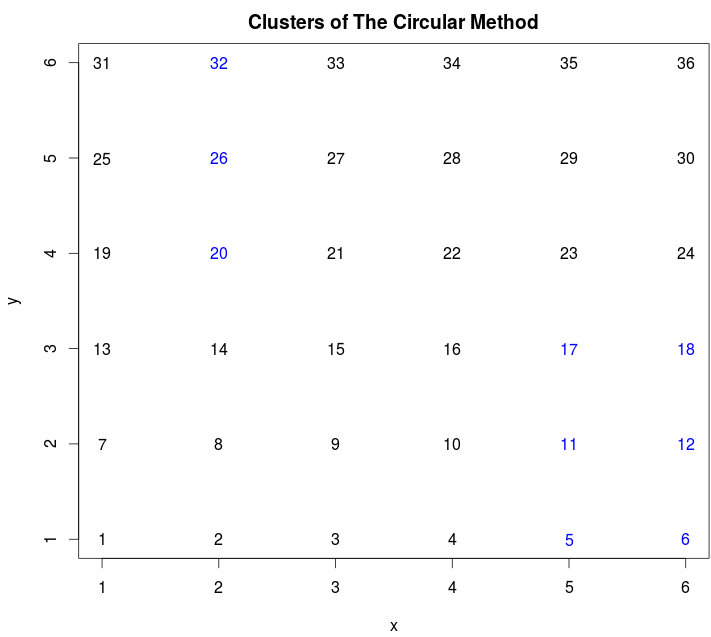 Clusters of The Circular Method
6 31 32 33 34 35 36
5 25 26 27 28 29 30
4 19 20 21 22 23 24
y
3 13 14 15 16 17 18
2 7 8 9 10 11 12
1 1 2 3 4 5 6
1 2 3 4 5 6
x